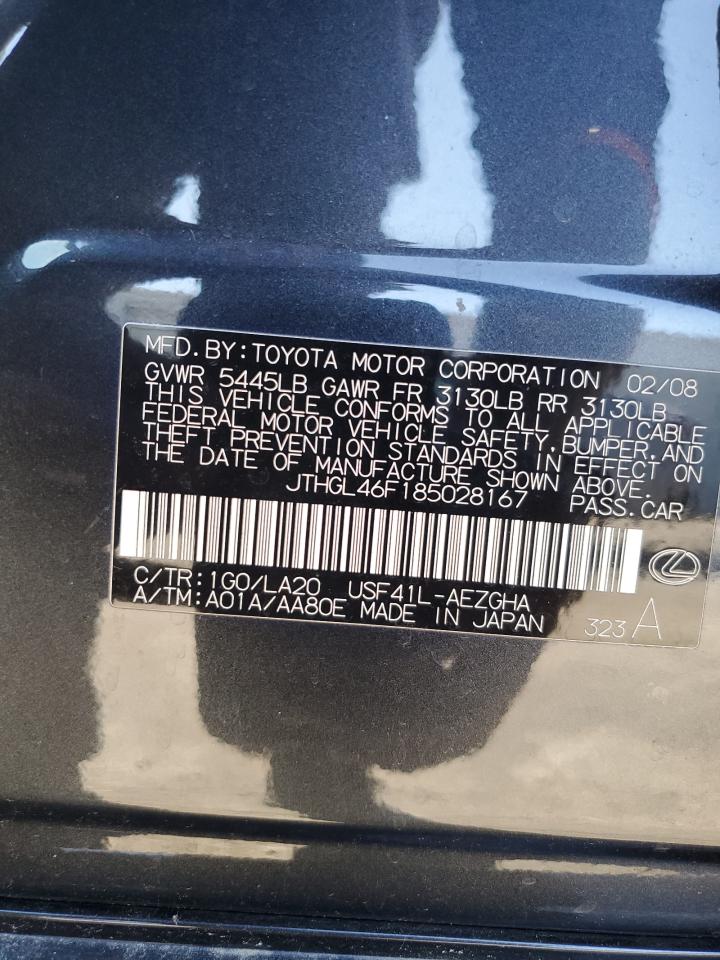 MFD.BY:TOYOTA MOTOR CORPORATION 02/08
GVWR 5445LB GAWR FR 3130LB RR 3130LB
THIS VEHICLE CONFORMS TO ALL APPLICABLE
FEDERAL MOTOR VEHICLE SAFETY,BUMPER,AND
THEFT PREVENTION STANDARDS IN EFFECT ON
THE DATE OF MANUFACTURE SHOWN ABOVE.
JTHGL46F185028167 PASS.CAR
C/TR:1G0/LA20 USF41L-AEZGHA
A/TM:A01A/AA80E MADE IN JAPAN 323 A